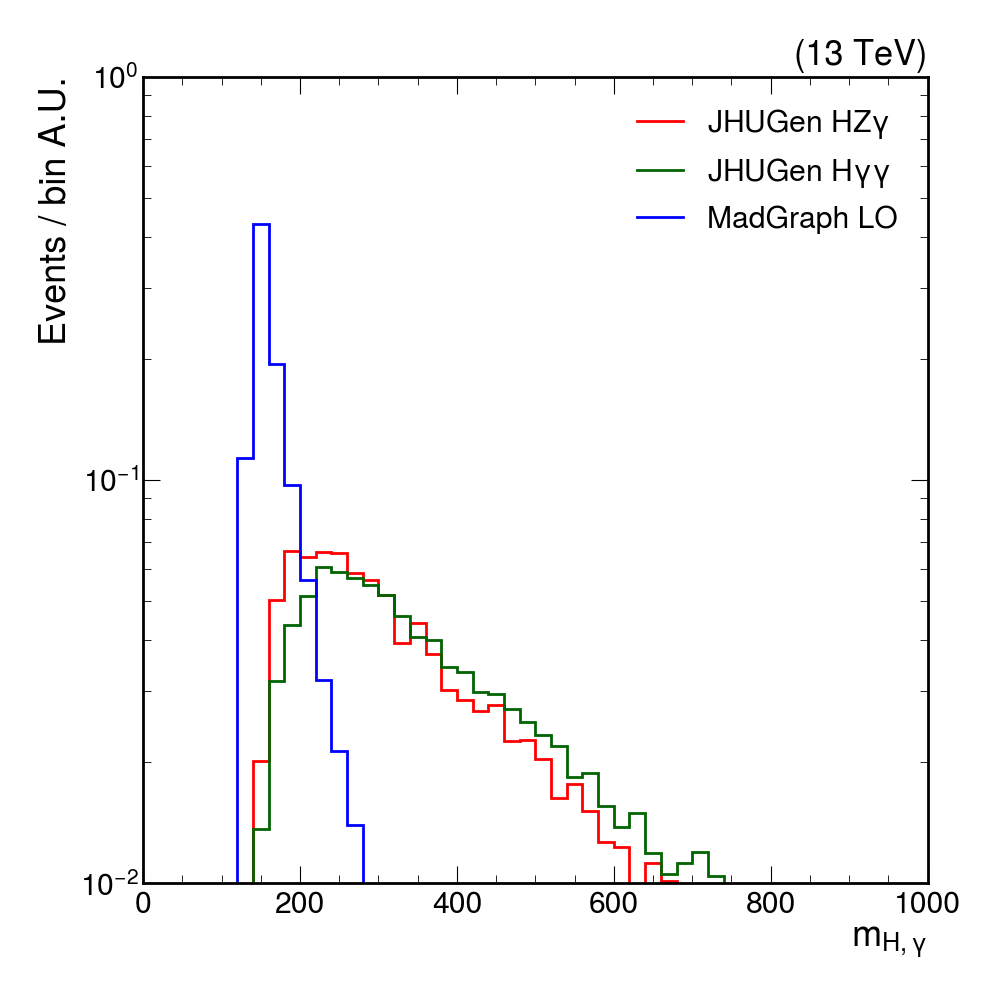 (13 TeV)
Events / bin A.U.
10⁰
10⁻¹
10⁻²
JHUGen HZγ
JHUGen Hγγ
MadGraph LO
0 200 400 600 800 1000
m_{H, γ}